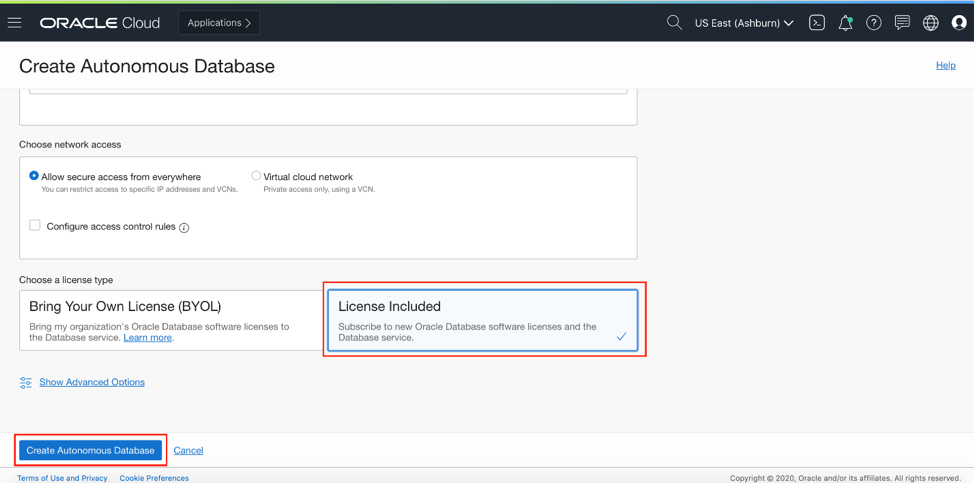 ORACLE Cloud Applications US East (Ashburn)
Create Autonomous Database Help
Choose network access
Allow secure access from everywhere Virtual cloud network
You can restrict access to specific IP addresses and VCNs. Private access only, using a VCN.
Configure access control rules
Choose a license type
Bring Your Own License (BYOL)
Bring my organization's Oracle Database software licenses to
the Database service. Learn more.
License Included
Subscribe to new Oracle Database software licenses and the
Database service.
Show Advanced Options
Create Autonomous Database Cancel
Terms of Use and Privacy Cookie Preferences Copyright © 2020, Oracle and/or its affiliates. All rights reserved.